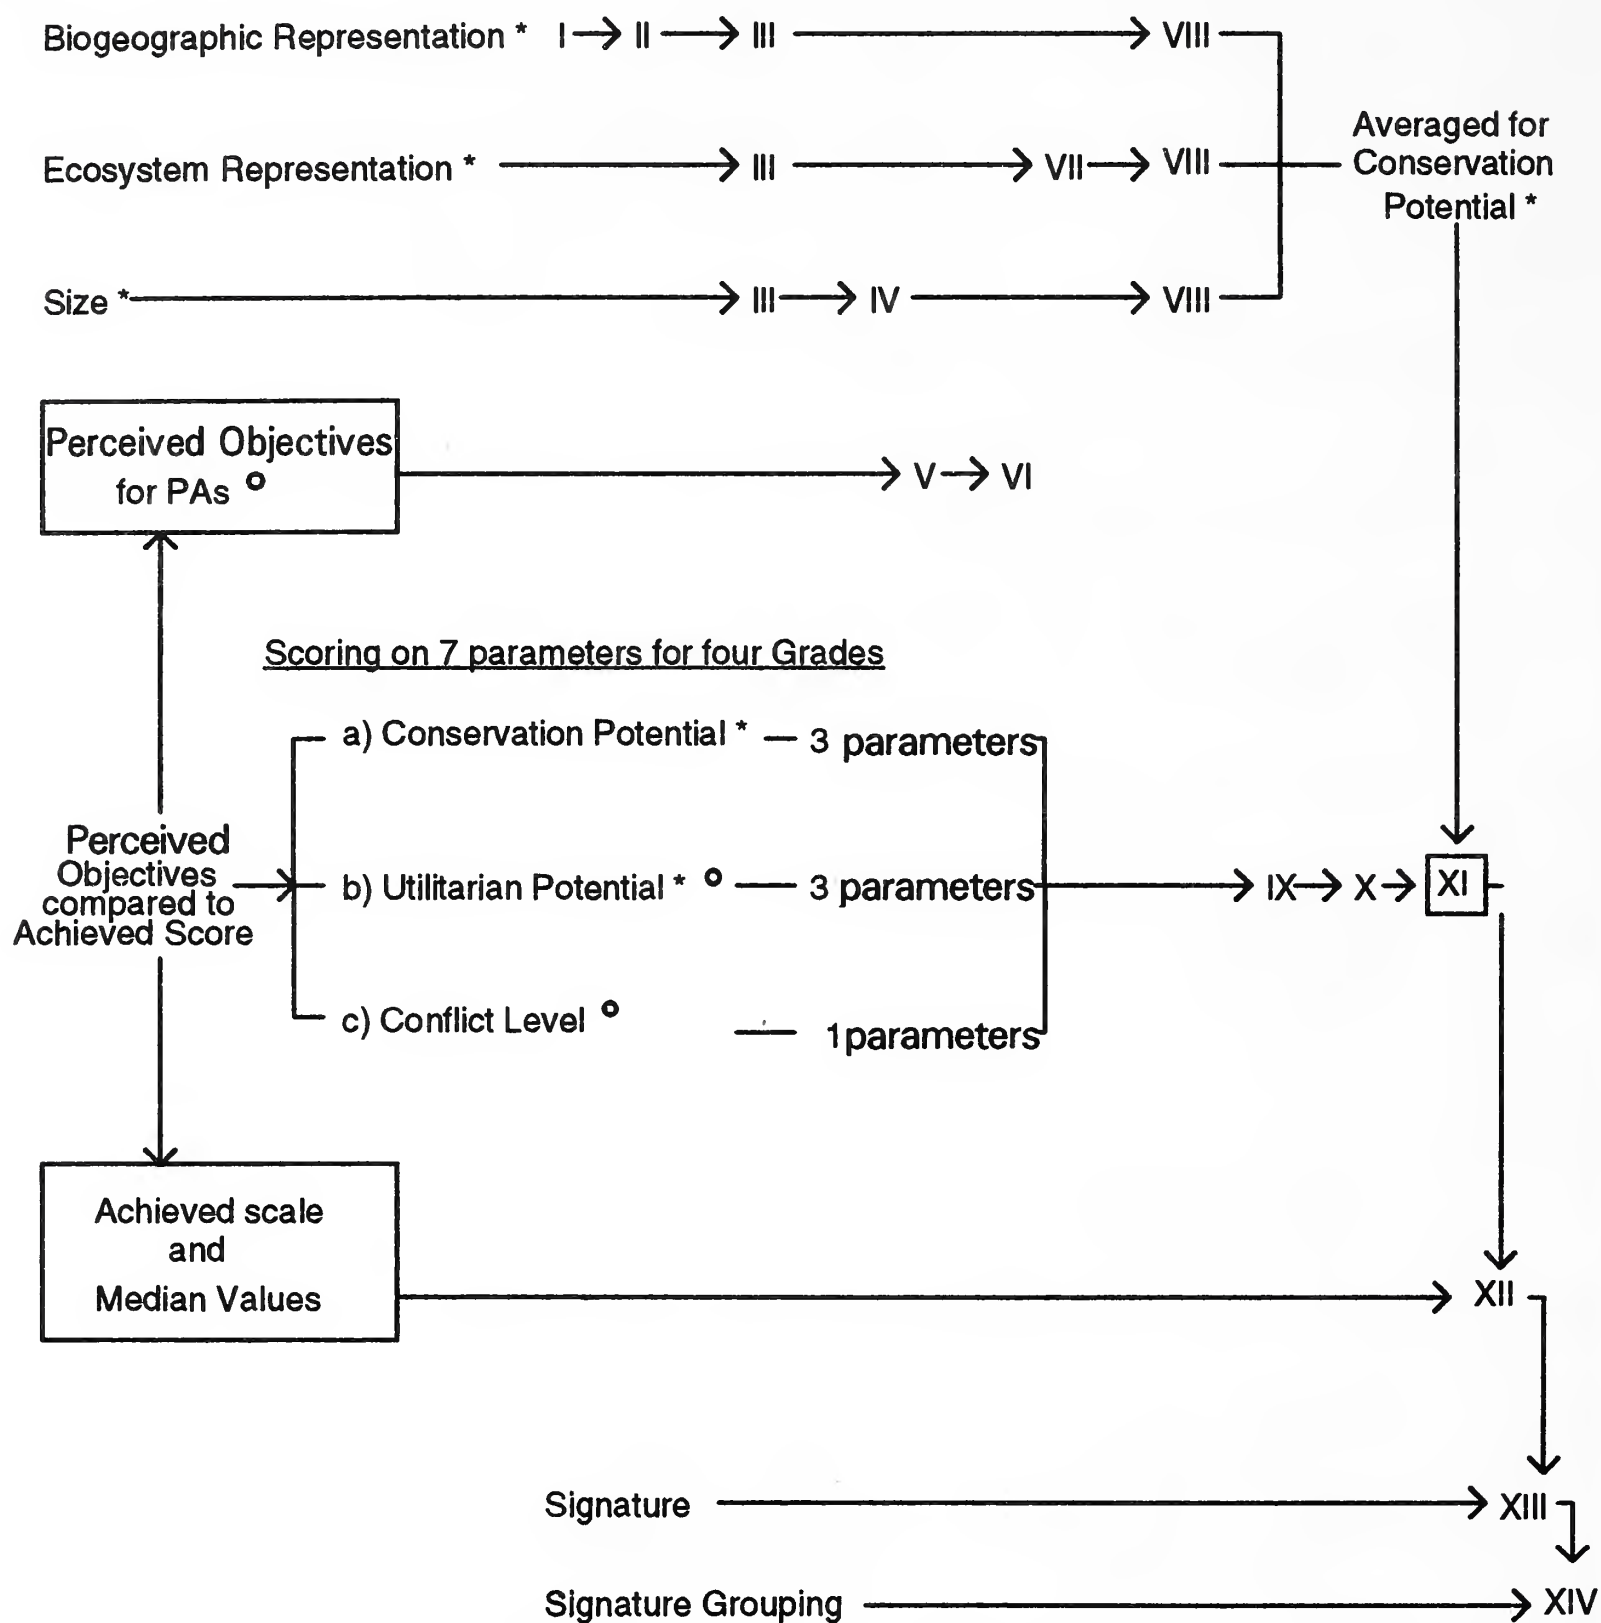 Biogeographic Representation * I → II → III → VIII
Averaged for
Conservation
Potential *
Ecosystem Representation * → III → VII → VIII
Size * → III → IV → VIII
Perceived Objectives
for PAs °
V → VI
Scoring on 7 parameters for four Grades
a) Conservation Potential * — 3 parameters
Perceived
Objectives
compared to
Achieved Score
b) Utilitarian Potential * ° — 3 parameters
IX → X → XI
c) Conflict Level ° — 1parameters
Achieved scale
and
Median Values
XII
Signature → XIII
Signature Grouping → XIV